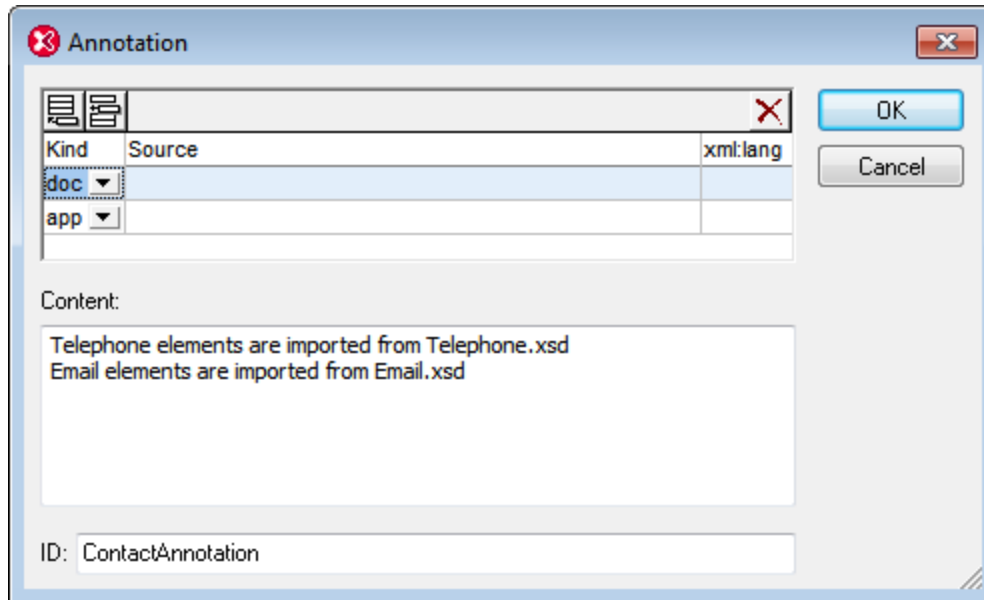 Annotation
OK
Kind Source xml:lang
Cancel
doc
app
Content:
Telephone elements are imported from Telephone.xsd
Email elements are imported from Email.xsd
ID: ContactAnnotation